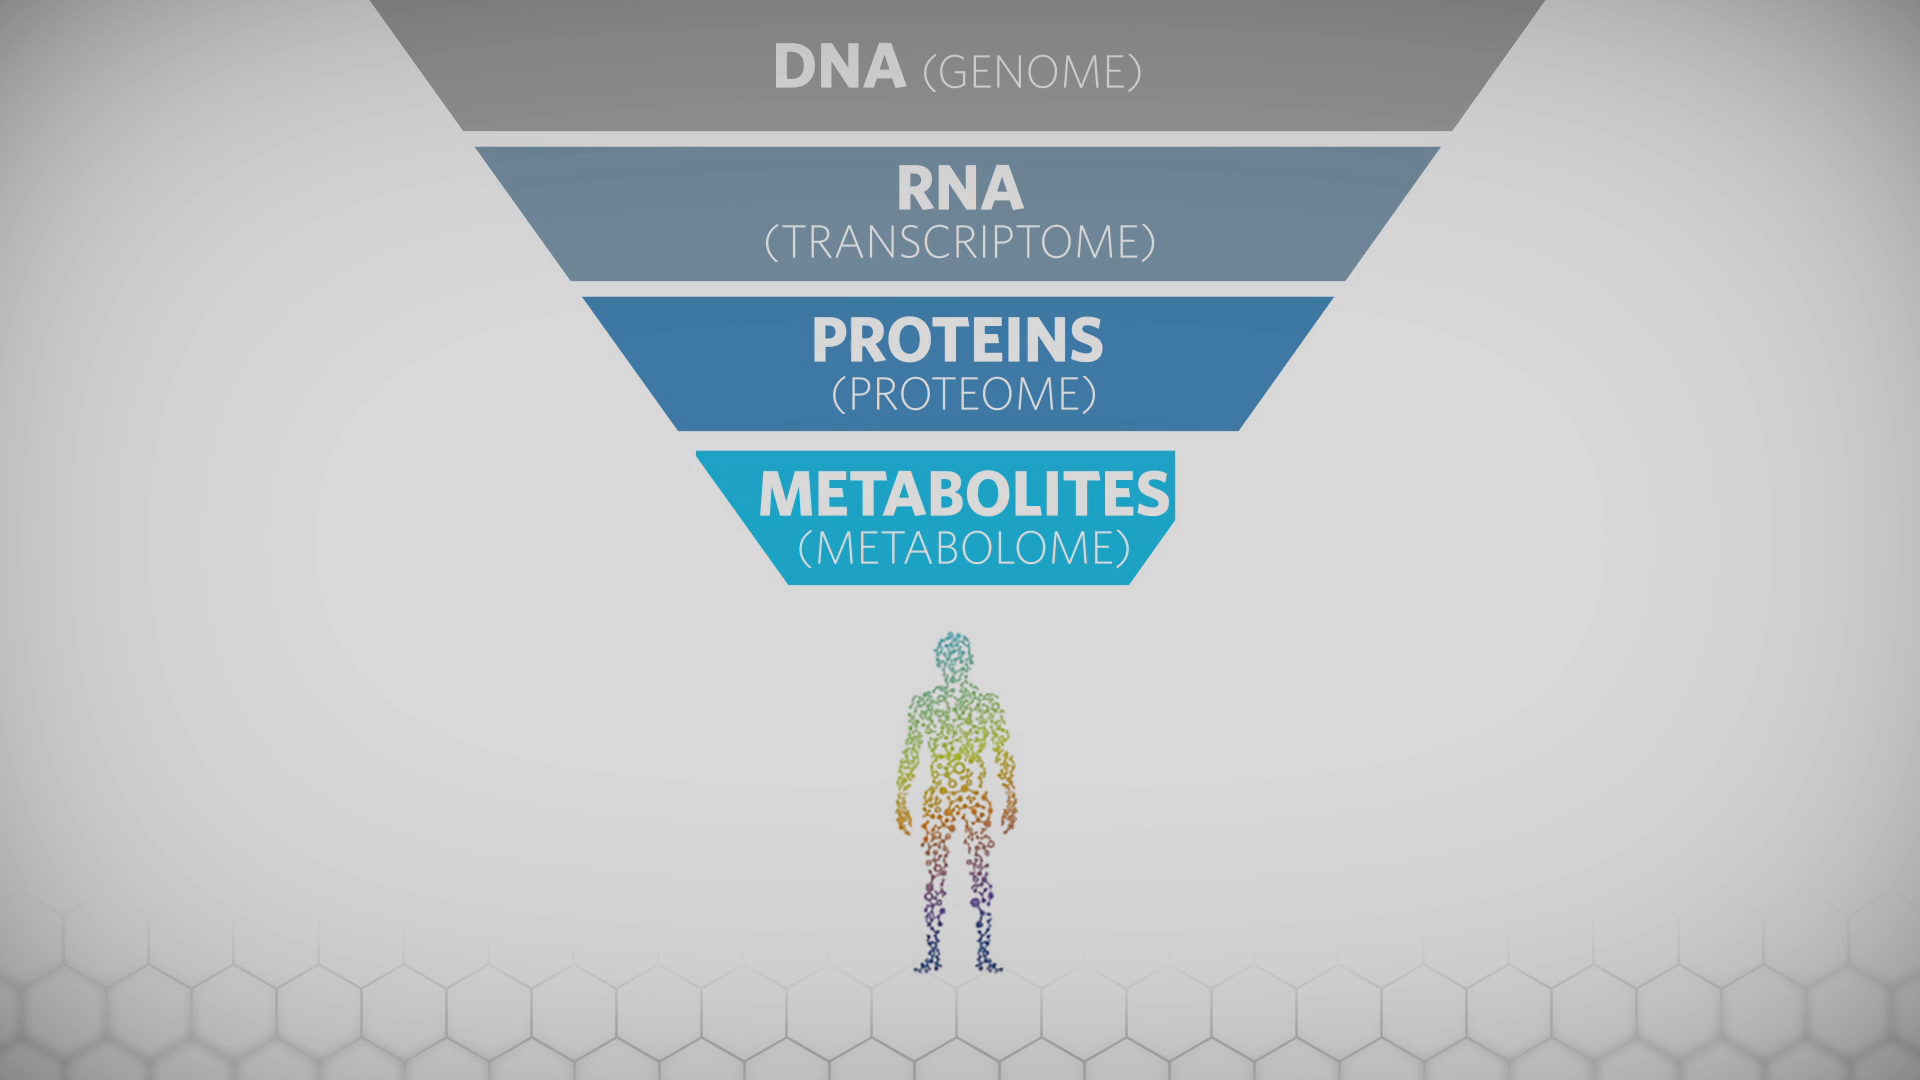 DNA (GENOME)
RNA
(TRANSCRIPTOME)
PROTEINS
(PROTEOME)
METABOLITES
(METABOLOME)